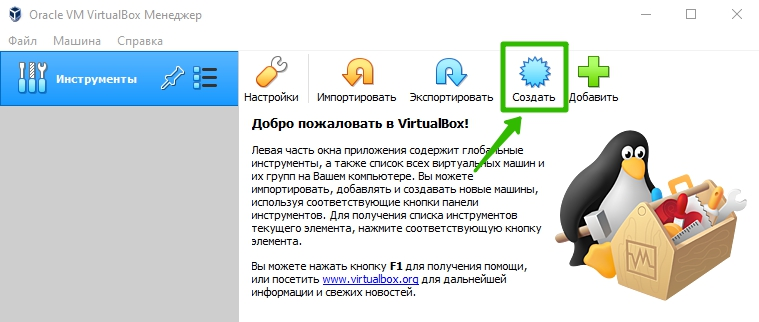 Oracle VM VirtualBox Менеджер
Файл Машина Справка
Инструменты
Настройки Импортировать Экспортировать Создать Добавить
Добро пожаловать в VirtualBox!
Левая часть окна приложения содержит глобальные
инструменты, а также список всех виртуальных машин и
их групп на Вашем компьютере. Вы можете
импортировать, добавлять и создавать новые машины,
используя соответствующие кнопки панели
инструментов. Для получения списка инструментов
текущего элемента, нажмите соответствующую кнопку
элемента.
Вы можете нажать кнопку F1 для получения помощи,
или посетить www.virtualbox.org для дальнейшей
информации и свежих новостей.